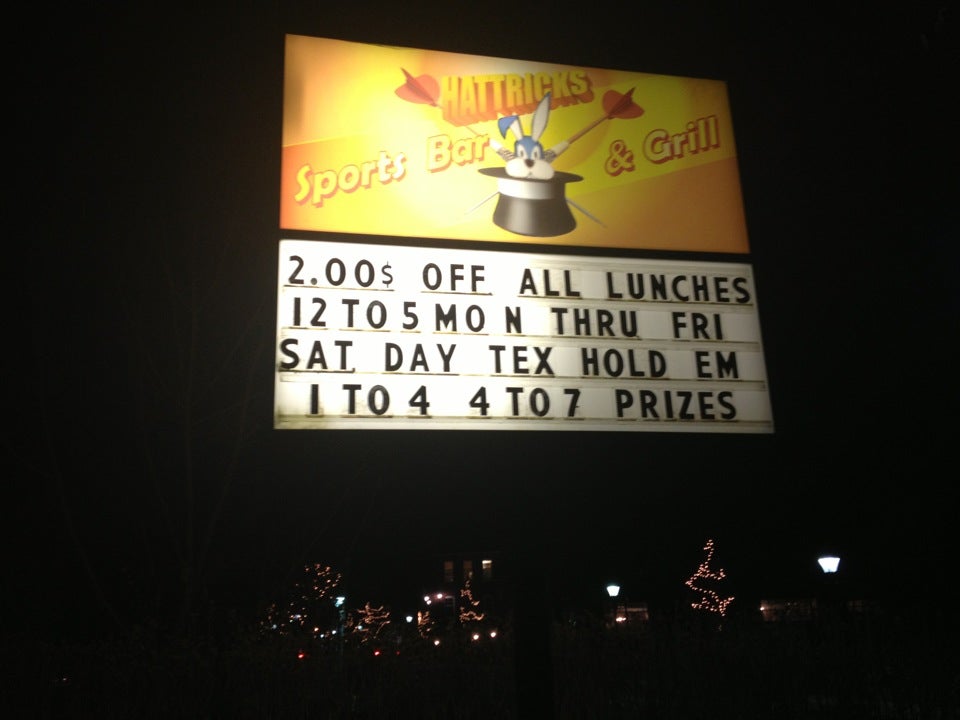 HATTRICKS
Sports Bar & Grill
2.00$ OFF ALL LUNCHES
12 TO 5 MON THRU FRI
SAT. DAY TEX HOLD EM
1 TO 4 4 TO 7 PRIZES